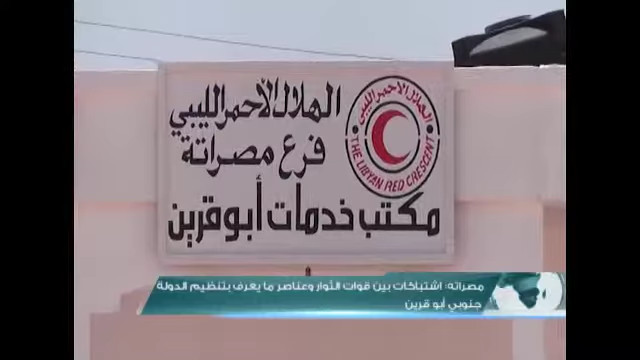 الهلال الأحمر الليبي
فرع مصراتة
مكتب خدمات أبوقرين
الهلال الأحمر الليبي
THE LIBYAN RED CRESCENT
مصراته: اشتباكات بين قوات الثوار وعناصر ما يعرف بتنظيم الدولة
جنوبي أبو قرين